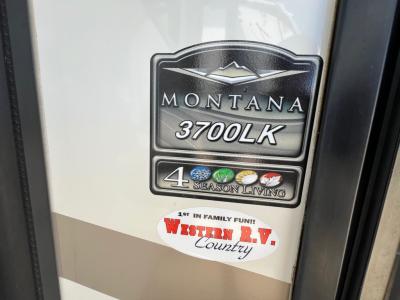 MONTANA
3700LK
4 SEASON LIVING
1ST IN FAMILY FUN!!
WESTERN R.V.
Country